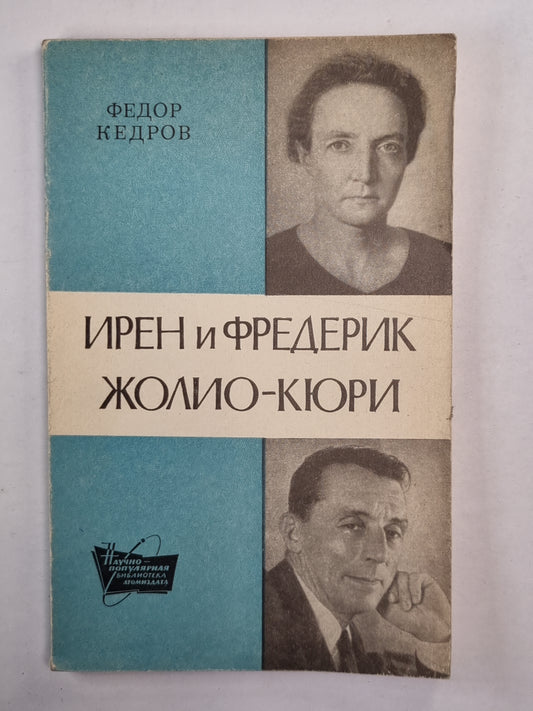 ФЕДОР
КЕДРОВ
ИРЕН и ФРЕДЕРИК
ЖОЛИО-КЮРИ
НАУЧНО-
ПОПУЛЯРНАЯ
БИБЛИОТЕКА
АТОМИЗДАТА